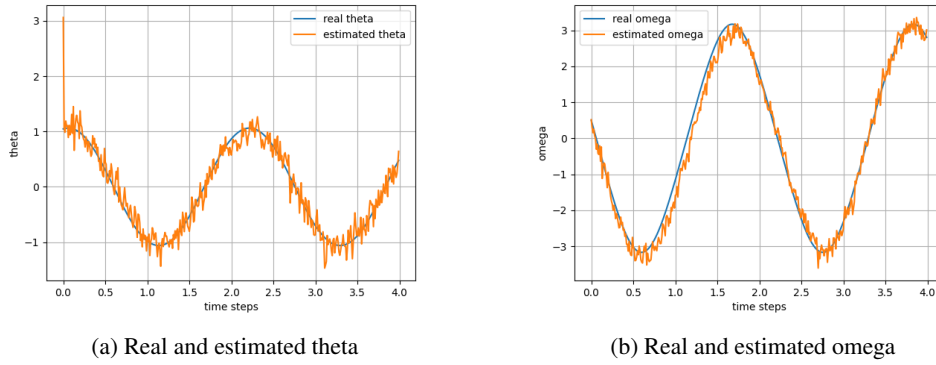 real theta
estimated theta
3
2
1
0
−1
theta
0.0 0.5 1.0 1.5 2.0 2.5 3.0 3.5 4.0
time steps
(a) Real and estimated theta
real omega
estimated omega
3
2
1
0
−1
−2
−3
omega
0.0 0.5 1.0 1.5 2.0 2.5 3.0 3.5 4.0
time steps
(b) Real and estimated omega